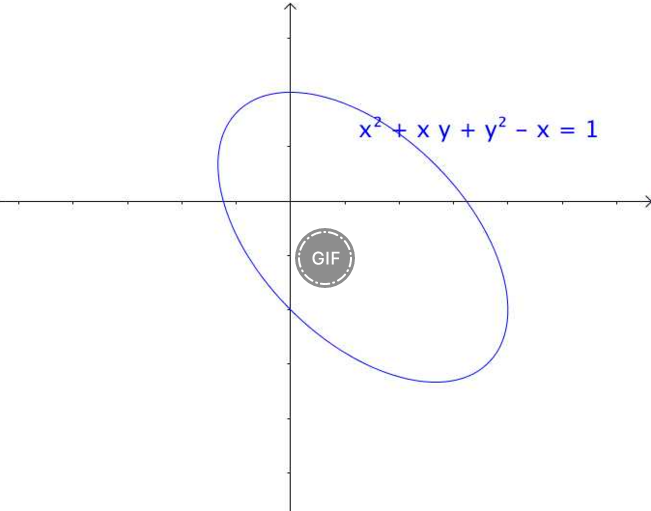 x² + x y + y² – x = 1
GIF